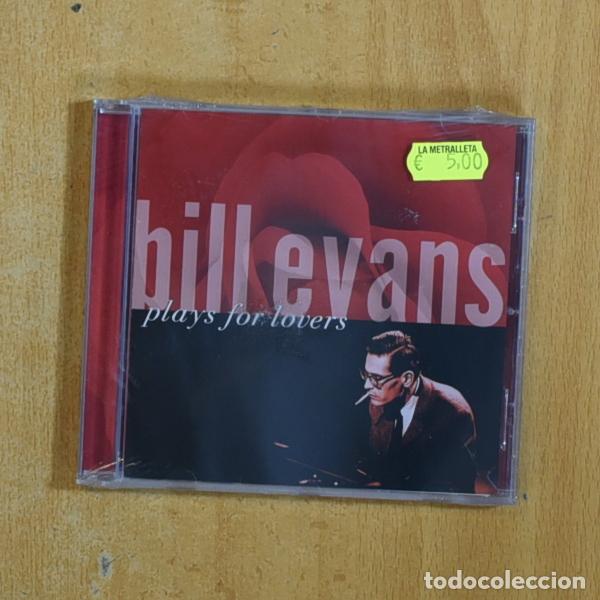 LA METRALLETA
€ 5,00
bill evans
plays for lovers
todocoleccion